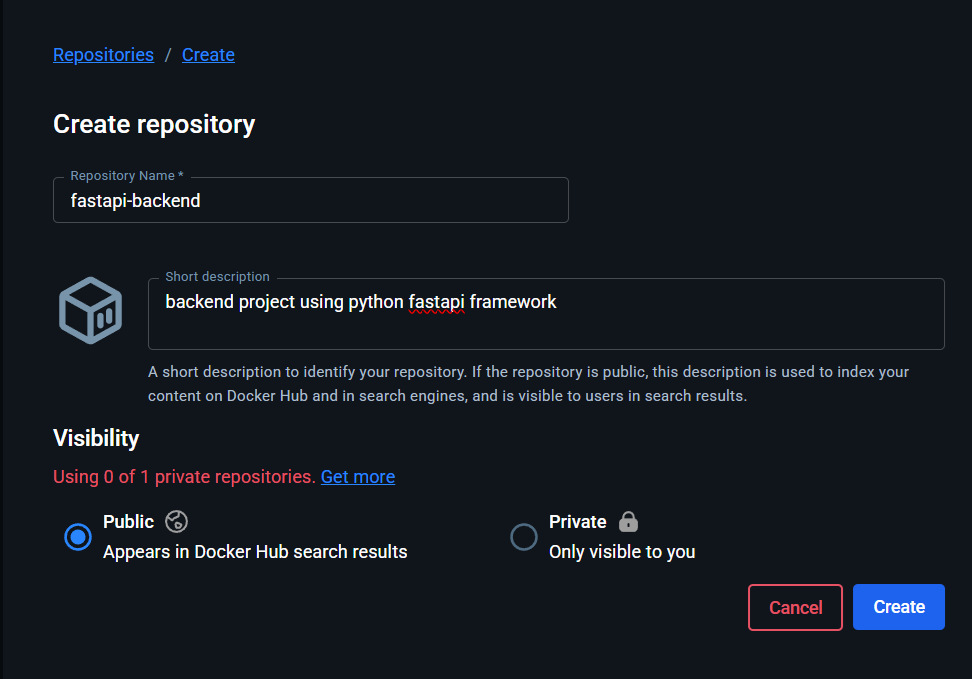 Repositories / Create
Create repository
Repository Name *
fastapi-backend
Short description
backend project using python fastapi framework
A short description to identify your repository. If the repository is public, this description is used to index your
content on Docker Hub and in search engines, and is visible to users in search results.
Visibility
Using 0 of 1 private repositories. Get more
Public
Appears in Docker Hub search results
Private
Only visible to you
Cancel
Create